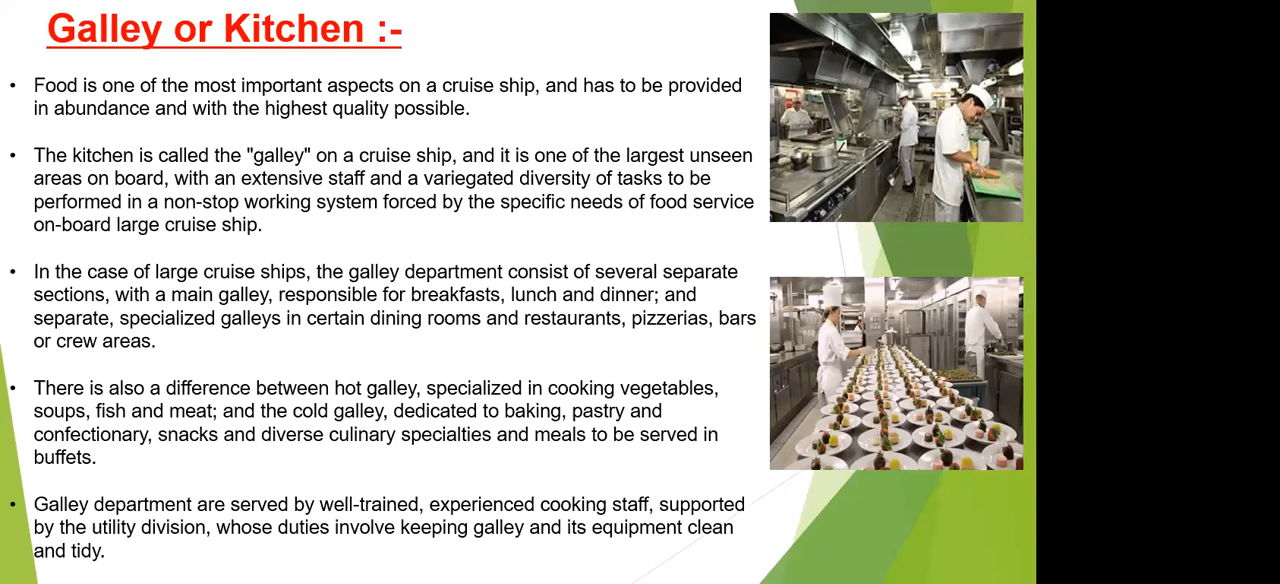 Galley or Kitchen :-
• Food is one of the most important aspects on a cruise ship, and has to be provided
in abundance and with the highest quality possible.
• The kitchen is called the "galley" on a cruise ship, and it is one of the largest unseen
areas on board, with an extensive staff and a variegated diversity of tasks to be
performed in a non-stop working system forced by the specific needs of food service
on-board large cruise ship.
• In the case of large cruise ships, the galley department consist of several separate
sections, with a main galley, responsible for breakfasts, lunch and dinner; and
separate, specialized galleys in certain dining rooms and restaurants, pizzerias, bars
or crew areas.
• There is also a difference between hot galley, specialized in cooking vegetables,
soups, fish and meat; and the cold galley, dedicated to baking, pastry and
confectionary, snacks and diverse culinary specialties and meals to be served in
buffets.
• Galley department are served by well-trained, experienced cooking staff, supported
by the utility division, whose duties involve keeping galley and its equipment clean
and tidy.